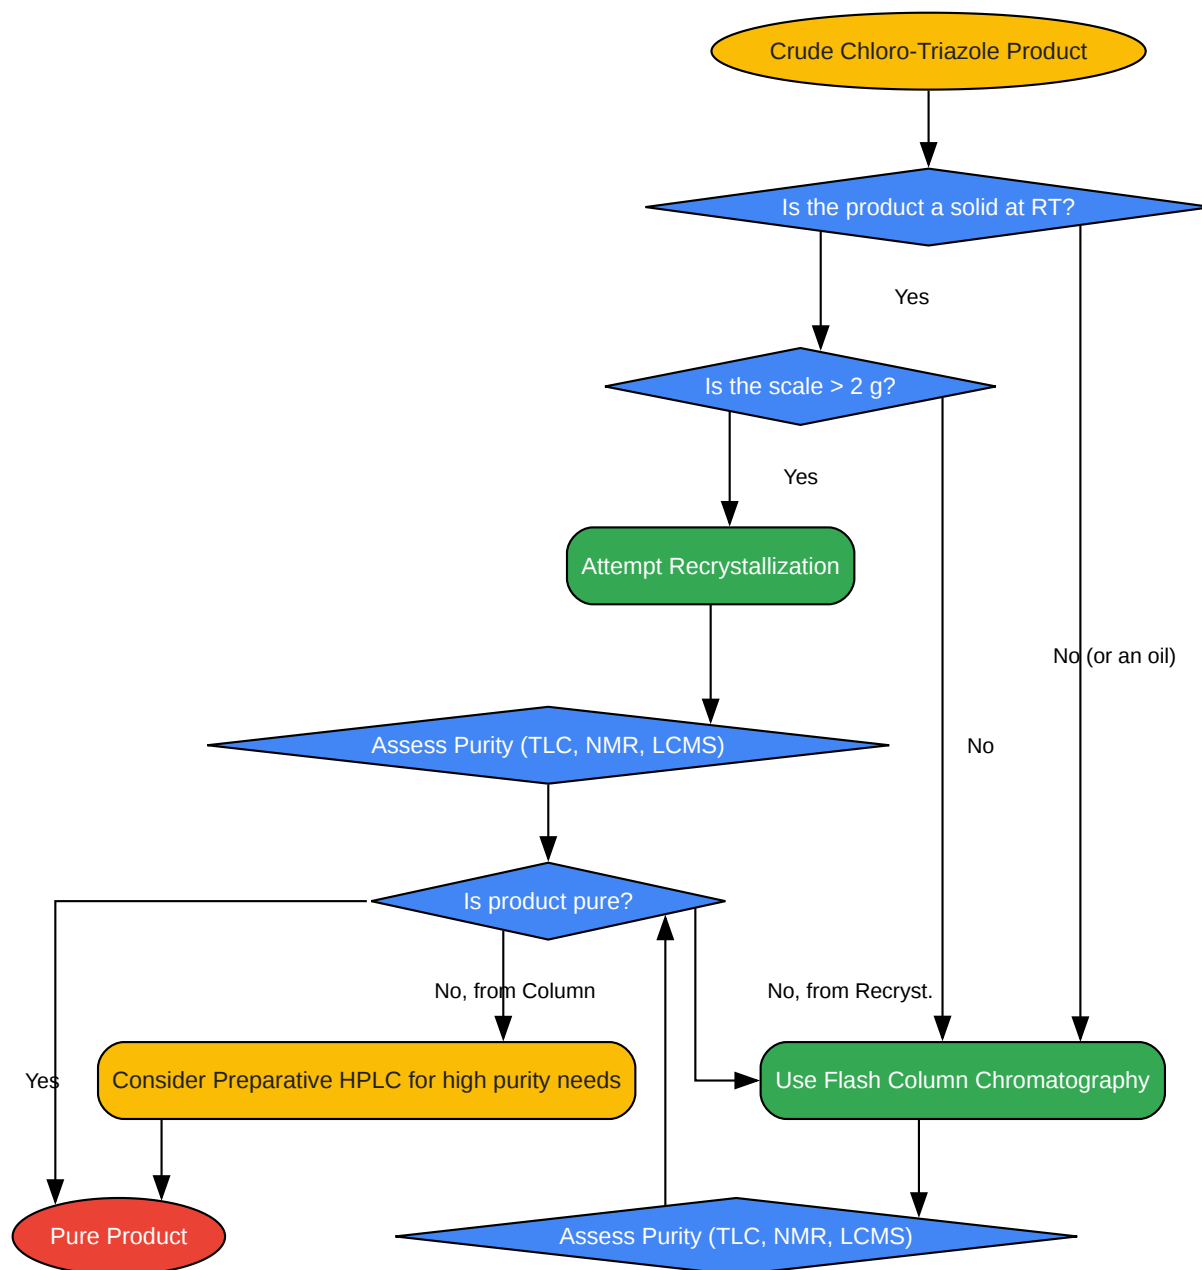 Crude Chloro-Triazole Product
Is the product a solid at RT?
Yes
Is the scale > 2 g?
Yes
Attempt Recrystallization
No (or an oil)
Assess Purity (TLC, NMR, LCMS)
No
Is product pure?
No, from Column
No, from Recryst.
Yes
Consider Preparative HPLC for high purity needs
Use Flash Column Chromatography
Pure Product
Assess Purity (TLC, NMR, LCMS)